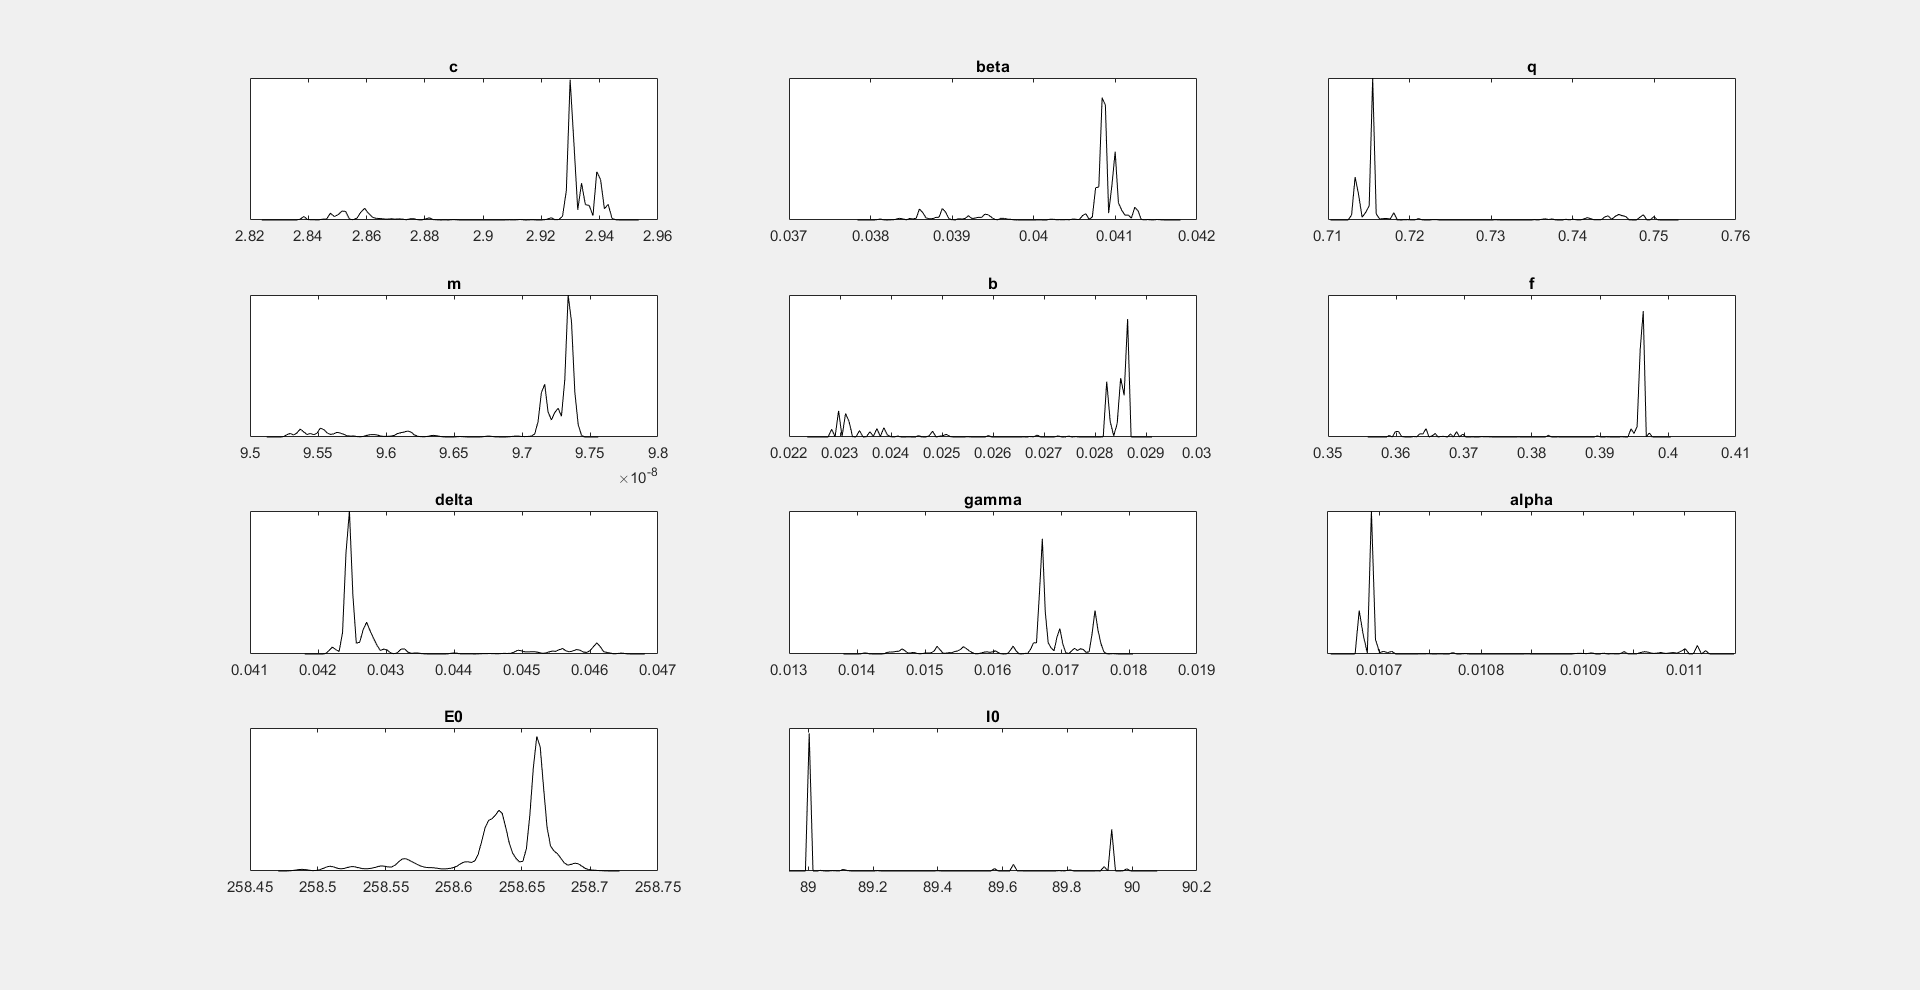 c beta q
2.82 2.84 2.86 2.88 2.9 2.92 2.94 2.96 0.037 0.038 0.039 0.04 0.041 0.042 0.71 0.72 0.73 0.74 0.75 0.76
m b f
9.5 9.55 9.6 9.65 9.7 9.75 9.8 0.022 0.023 0.024 0.025 0.026 0.027 0.028 0.029 0.03 0.35 0.36 0.37 0.38 0.39 0.4 0.41
×10-8
delta gamma alpha
0.041 0.042 0.043 0.044 0.045 0.046 0.047 0.013 0.014 0.015 0.016 0.017 0.018 0.019 0.0107 0.0108 0.0109 0.011
E0 I0
258.45 258.5 258.55 258.6 258.65 258.7 258.75 89 89.2 89.4 89.6 89.8 90 90.2